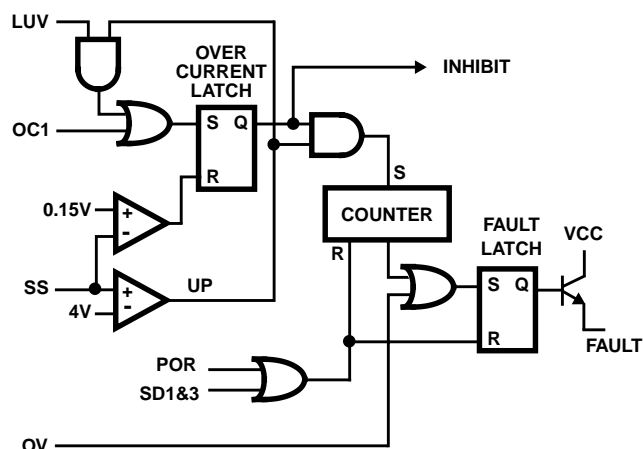 LUV
OVER
CURRENT
LATCH
INHIBIT
S Q
OC1
R
S
0.15V
+
-
COUNTER
FAULT
LATCH
VCC
R
SS
UP
+
-
4V
S Q
R
FAULT
POR
SD1&3
OV